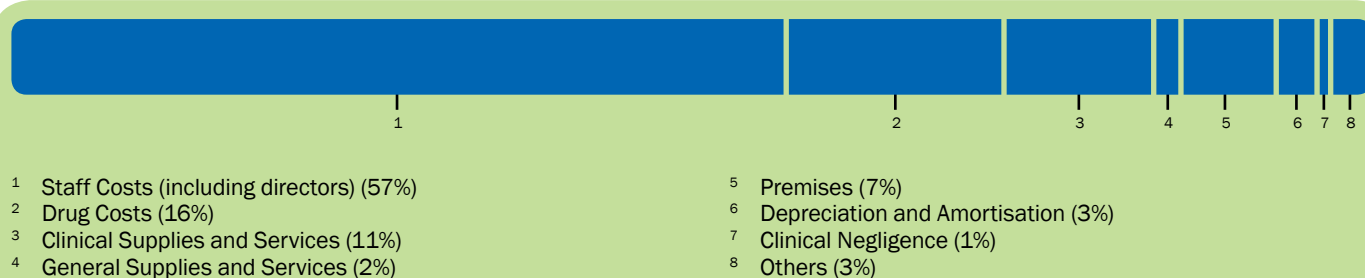 1 2 3 4 5 6 7 8
1 Staff Costs (including directors) (57%)
2 Drug Costs (16%)
3 Clinical Supplies and Services (11%)
4 General Supplies and Services (2%)
5 Premises (7%)
6 Depreciation and Amortisation (3%)
7 Clinical Negligence (1%)
8 Others (3%)